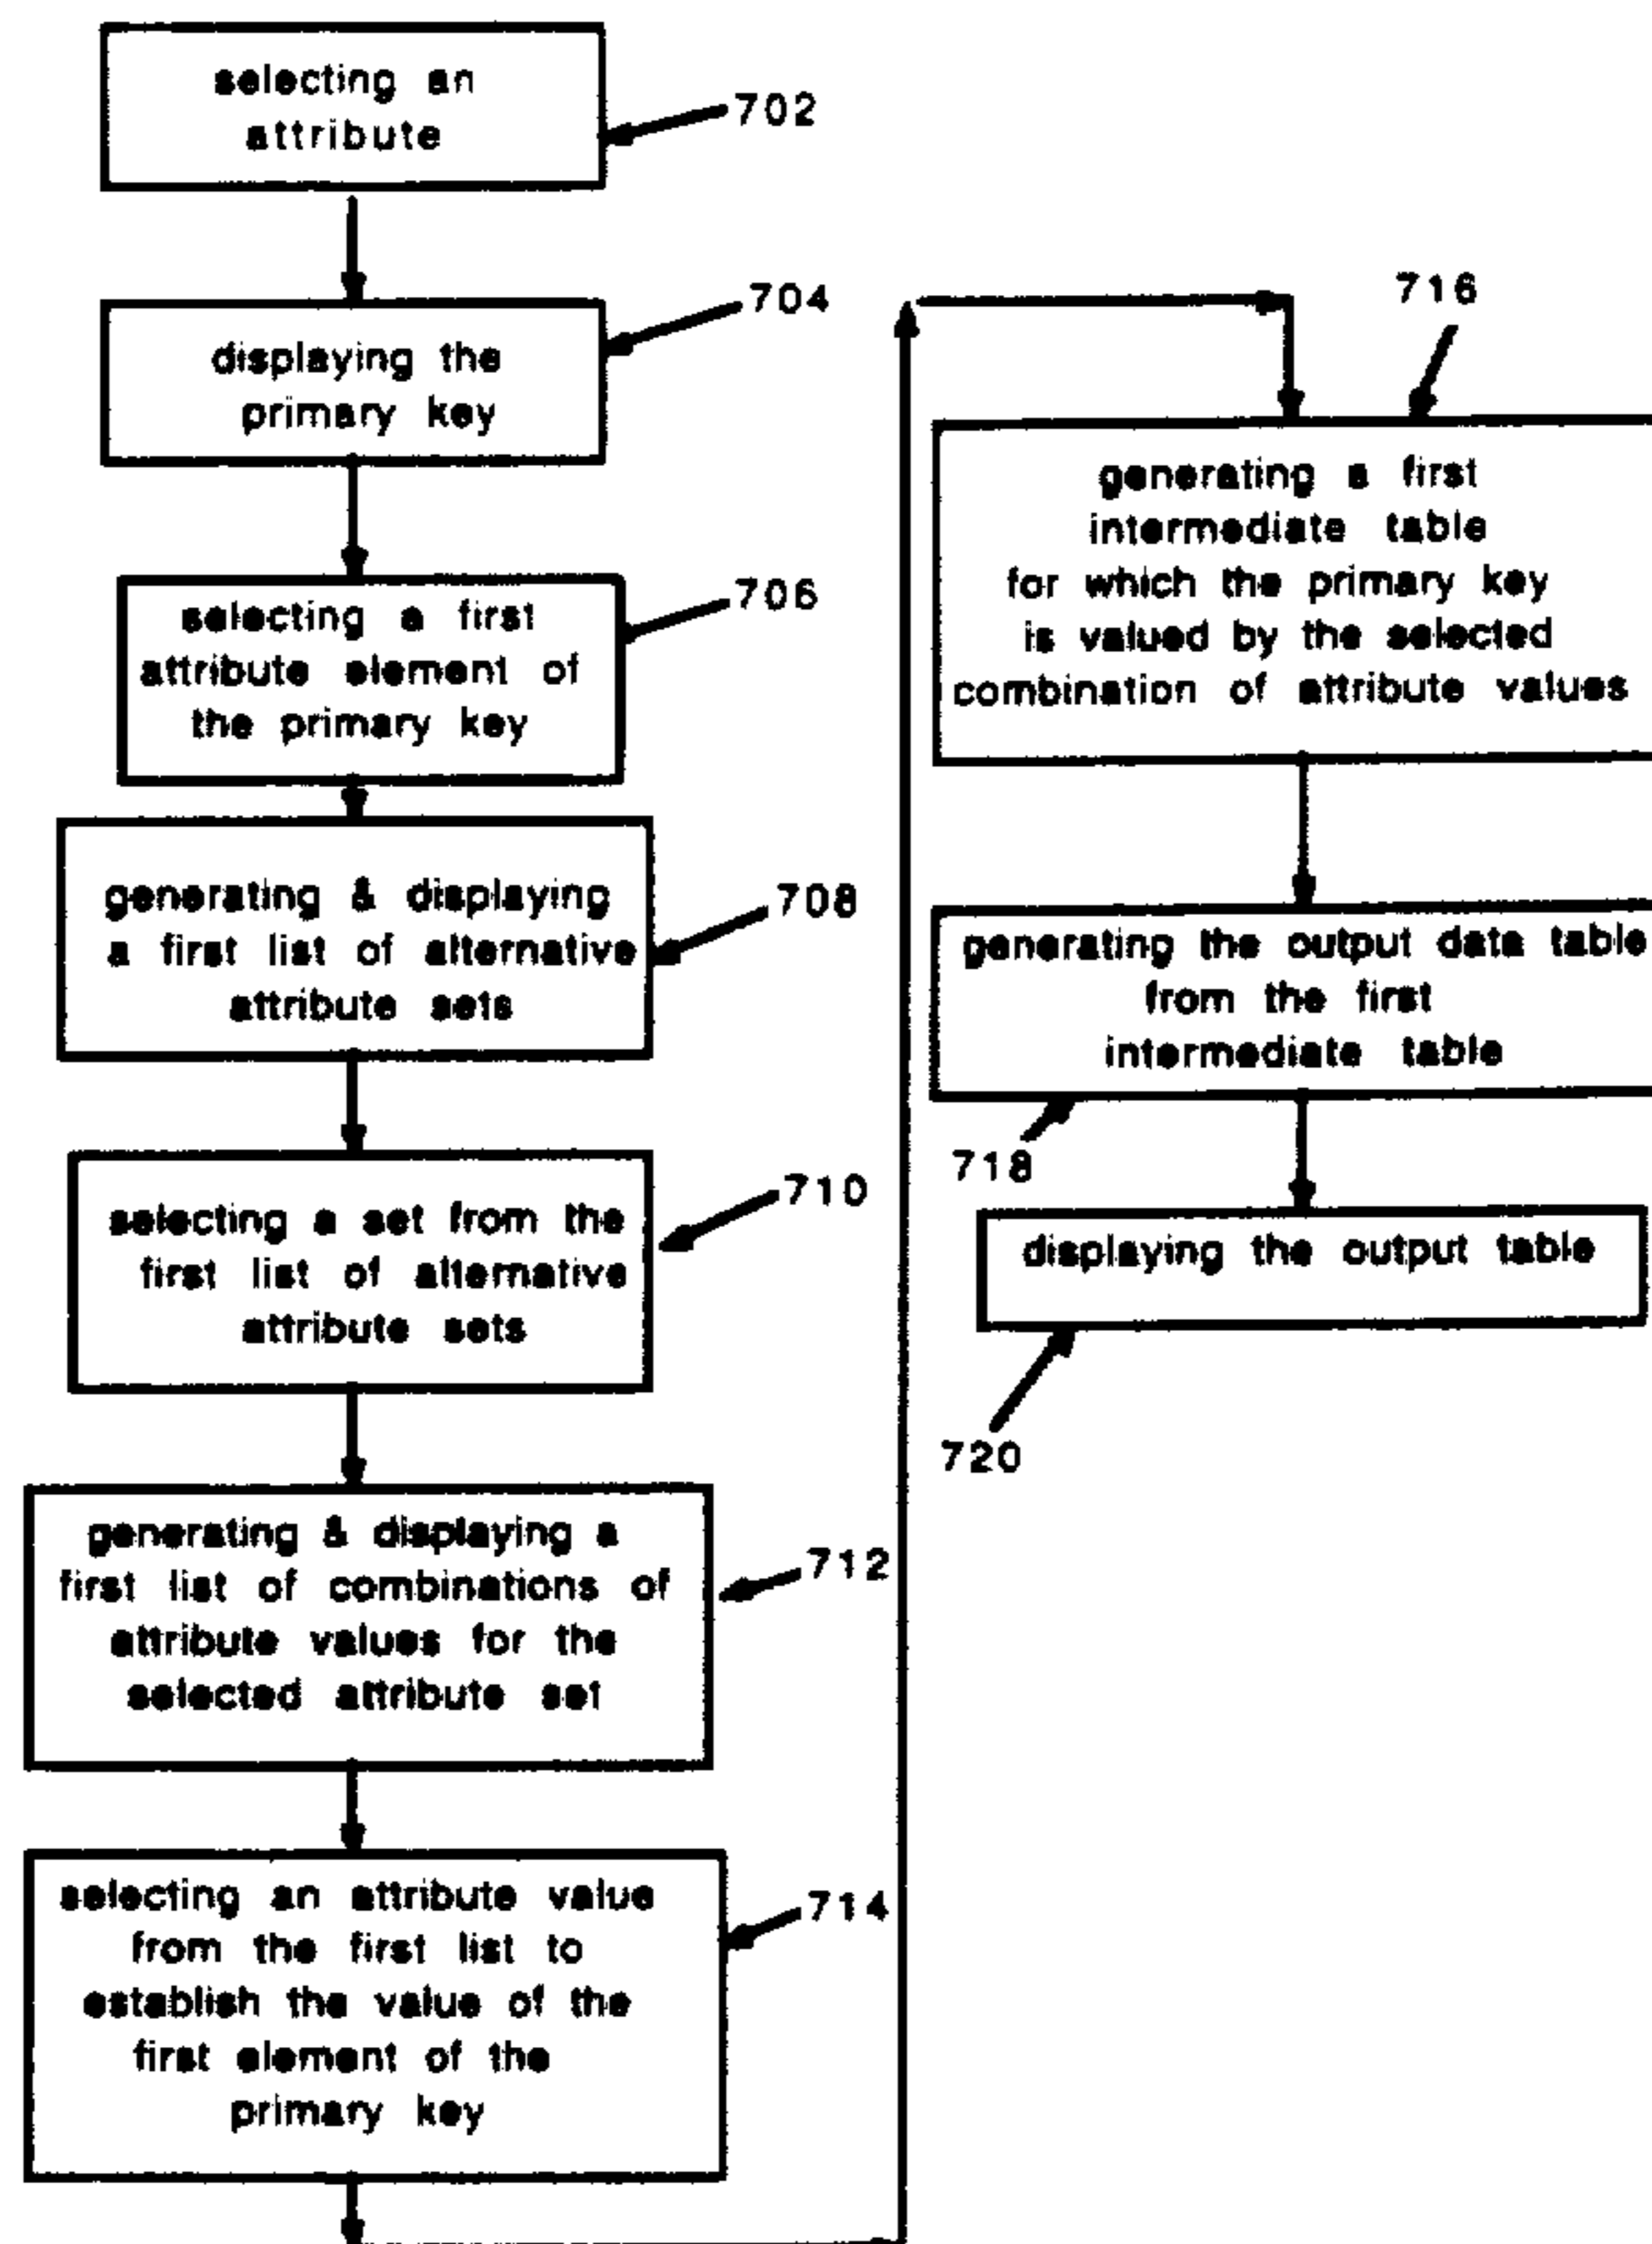 selecting an
attribute
702
displaying the
primary key
704
selecting a first
attribute element of
the primary key
706
generating & displaying
a first list of alternative
attribute sets
708
selecting a set from the
first list of alternative
attribute sets
710
generating & displaying a
first list of combinations of
attribute values for the
selected attribute set
712
selecting an attribute value
from the first list to
establish the value of the
first element of the
primary key
714
716
generating a first
intermediate table
for which the primary key
is valued by the selected
combination of attribute values
generating the output data table
from the first
intermediate table
718
displaying the output table
720